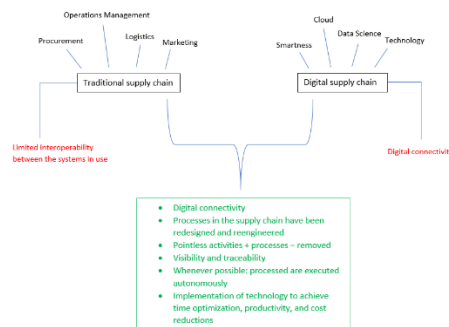 Operations Management
Procurement
Logistics
Marketing
Traditional supply chain
Limited interoperability
between the systems in use
Cloud
Smartness
Data Science
Technology
Digital supply chain
Digital connectivit
• Digital connectivity
• Processes in the supply chain have been
redesigned and reengineered
• Pointless activities + processes – removed
• Visibility and traceability
• Whenever possible: processed are executed
autonomously
• Implementation of technology to achieve
time optimization, productivity, and cost
reductions